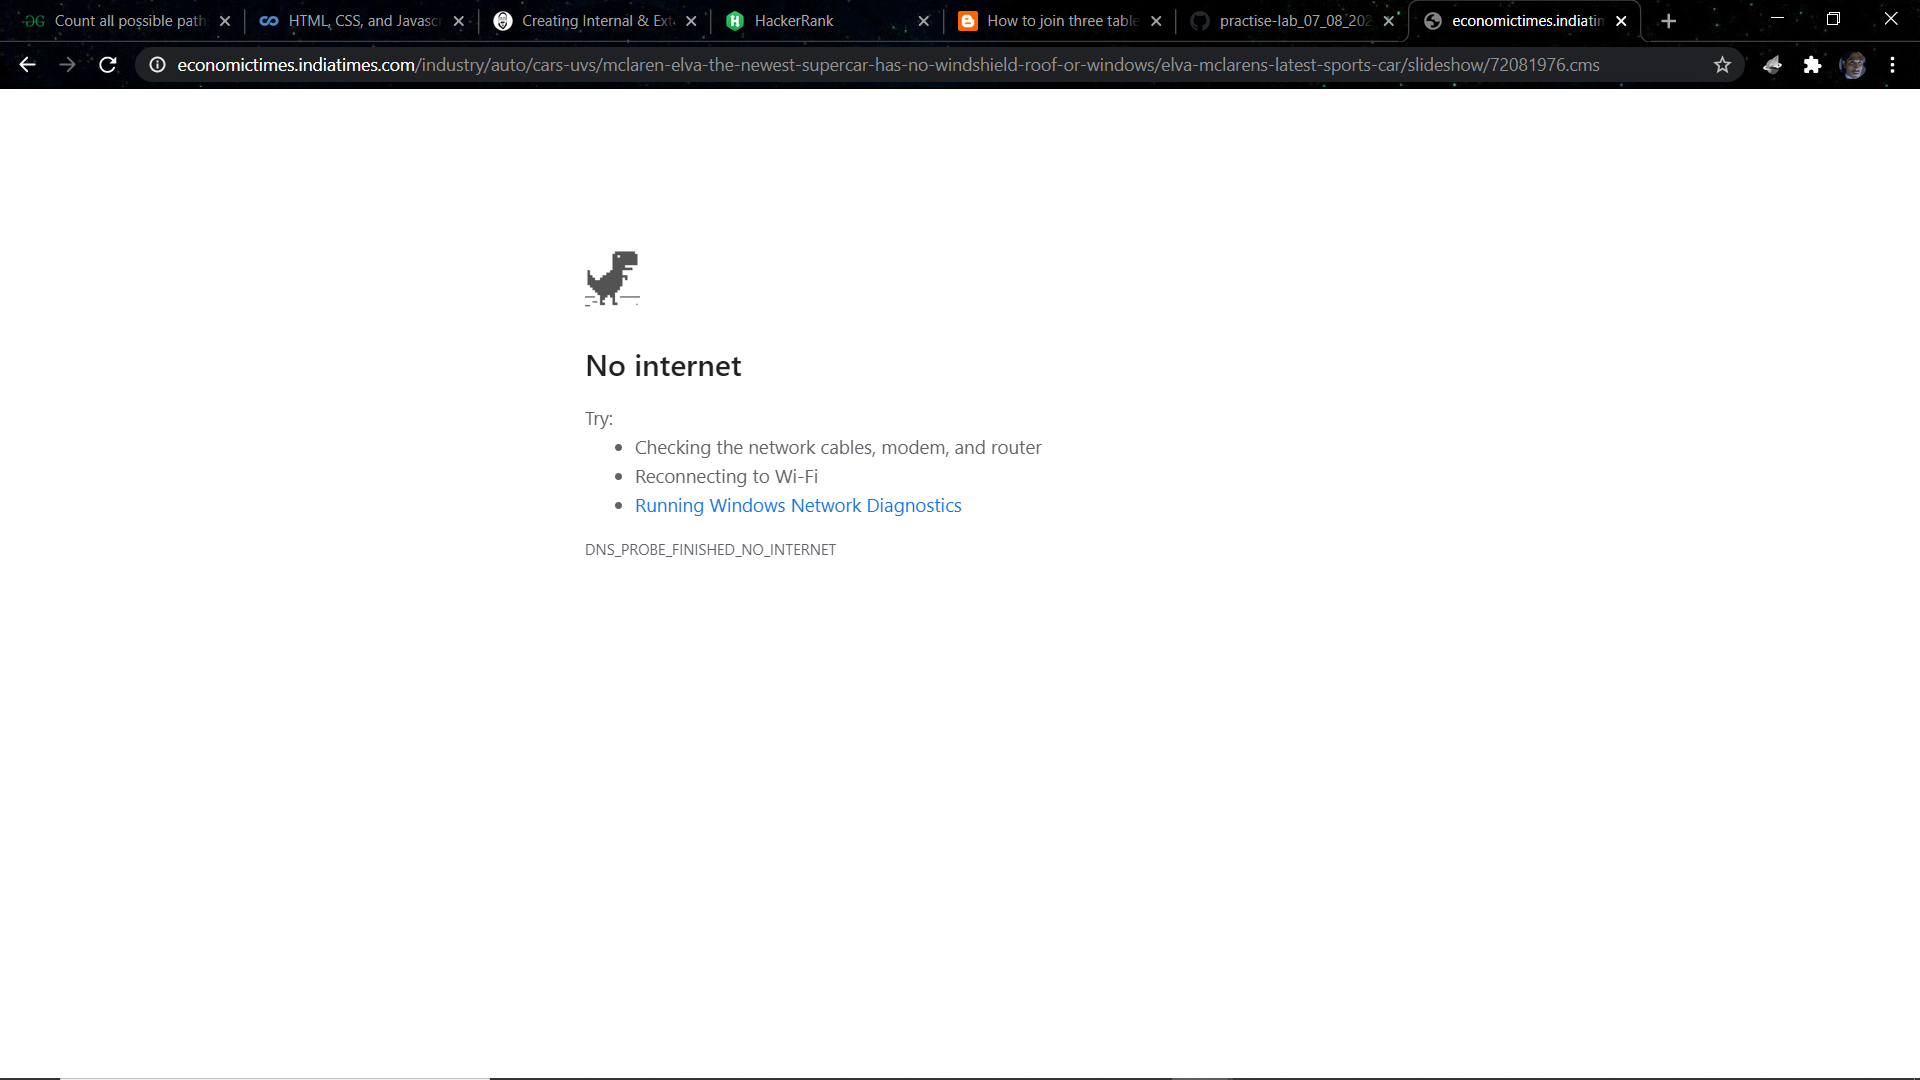 Count all possible path
HTML, CSS, and Javasc
Creating Internal & Ext
HackerRank
How to join three table
practise-lab_07_08_202
economictimes.indiatim
economictimes.indiatimes.com/industry/auto/cars-uvs/mclaren-elva-the-newest-supercar-has-no-windshield-roof-or-windows/elva-mclarens-latest-sports-car/slideshow/72081976.cms
No internet
Try:
Checking the network cables, modem, and router
Reconnecting to Wi-Fi
Running Windows Network Diagnostics
DNS_PROBE_FINISHED_NO_INTERNET